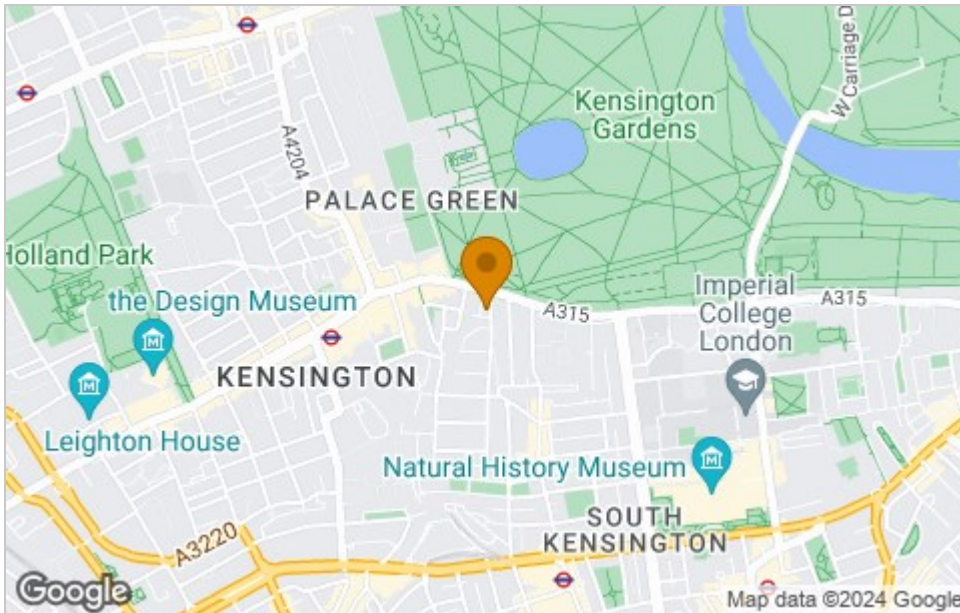 W Carriage D
Kensington
Gardens
A4204
PALACE GREEN
Holland Park
Imperial
College
London
the Design Museum
A315
A315
KENSINGTON
Leighton House
Natural History Museum
SOUTH
KENSINGTON
A3220
Google
Map data ©2024 Google